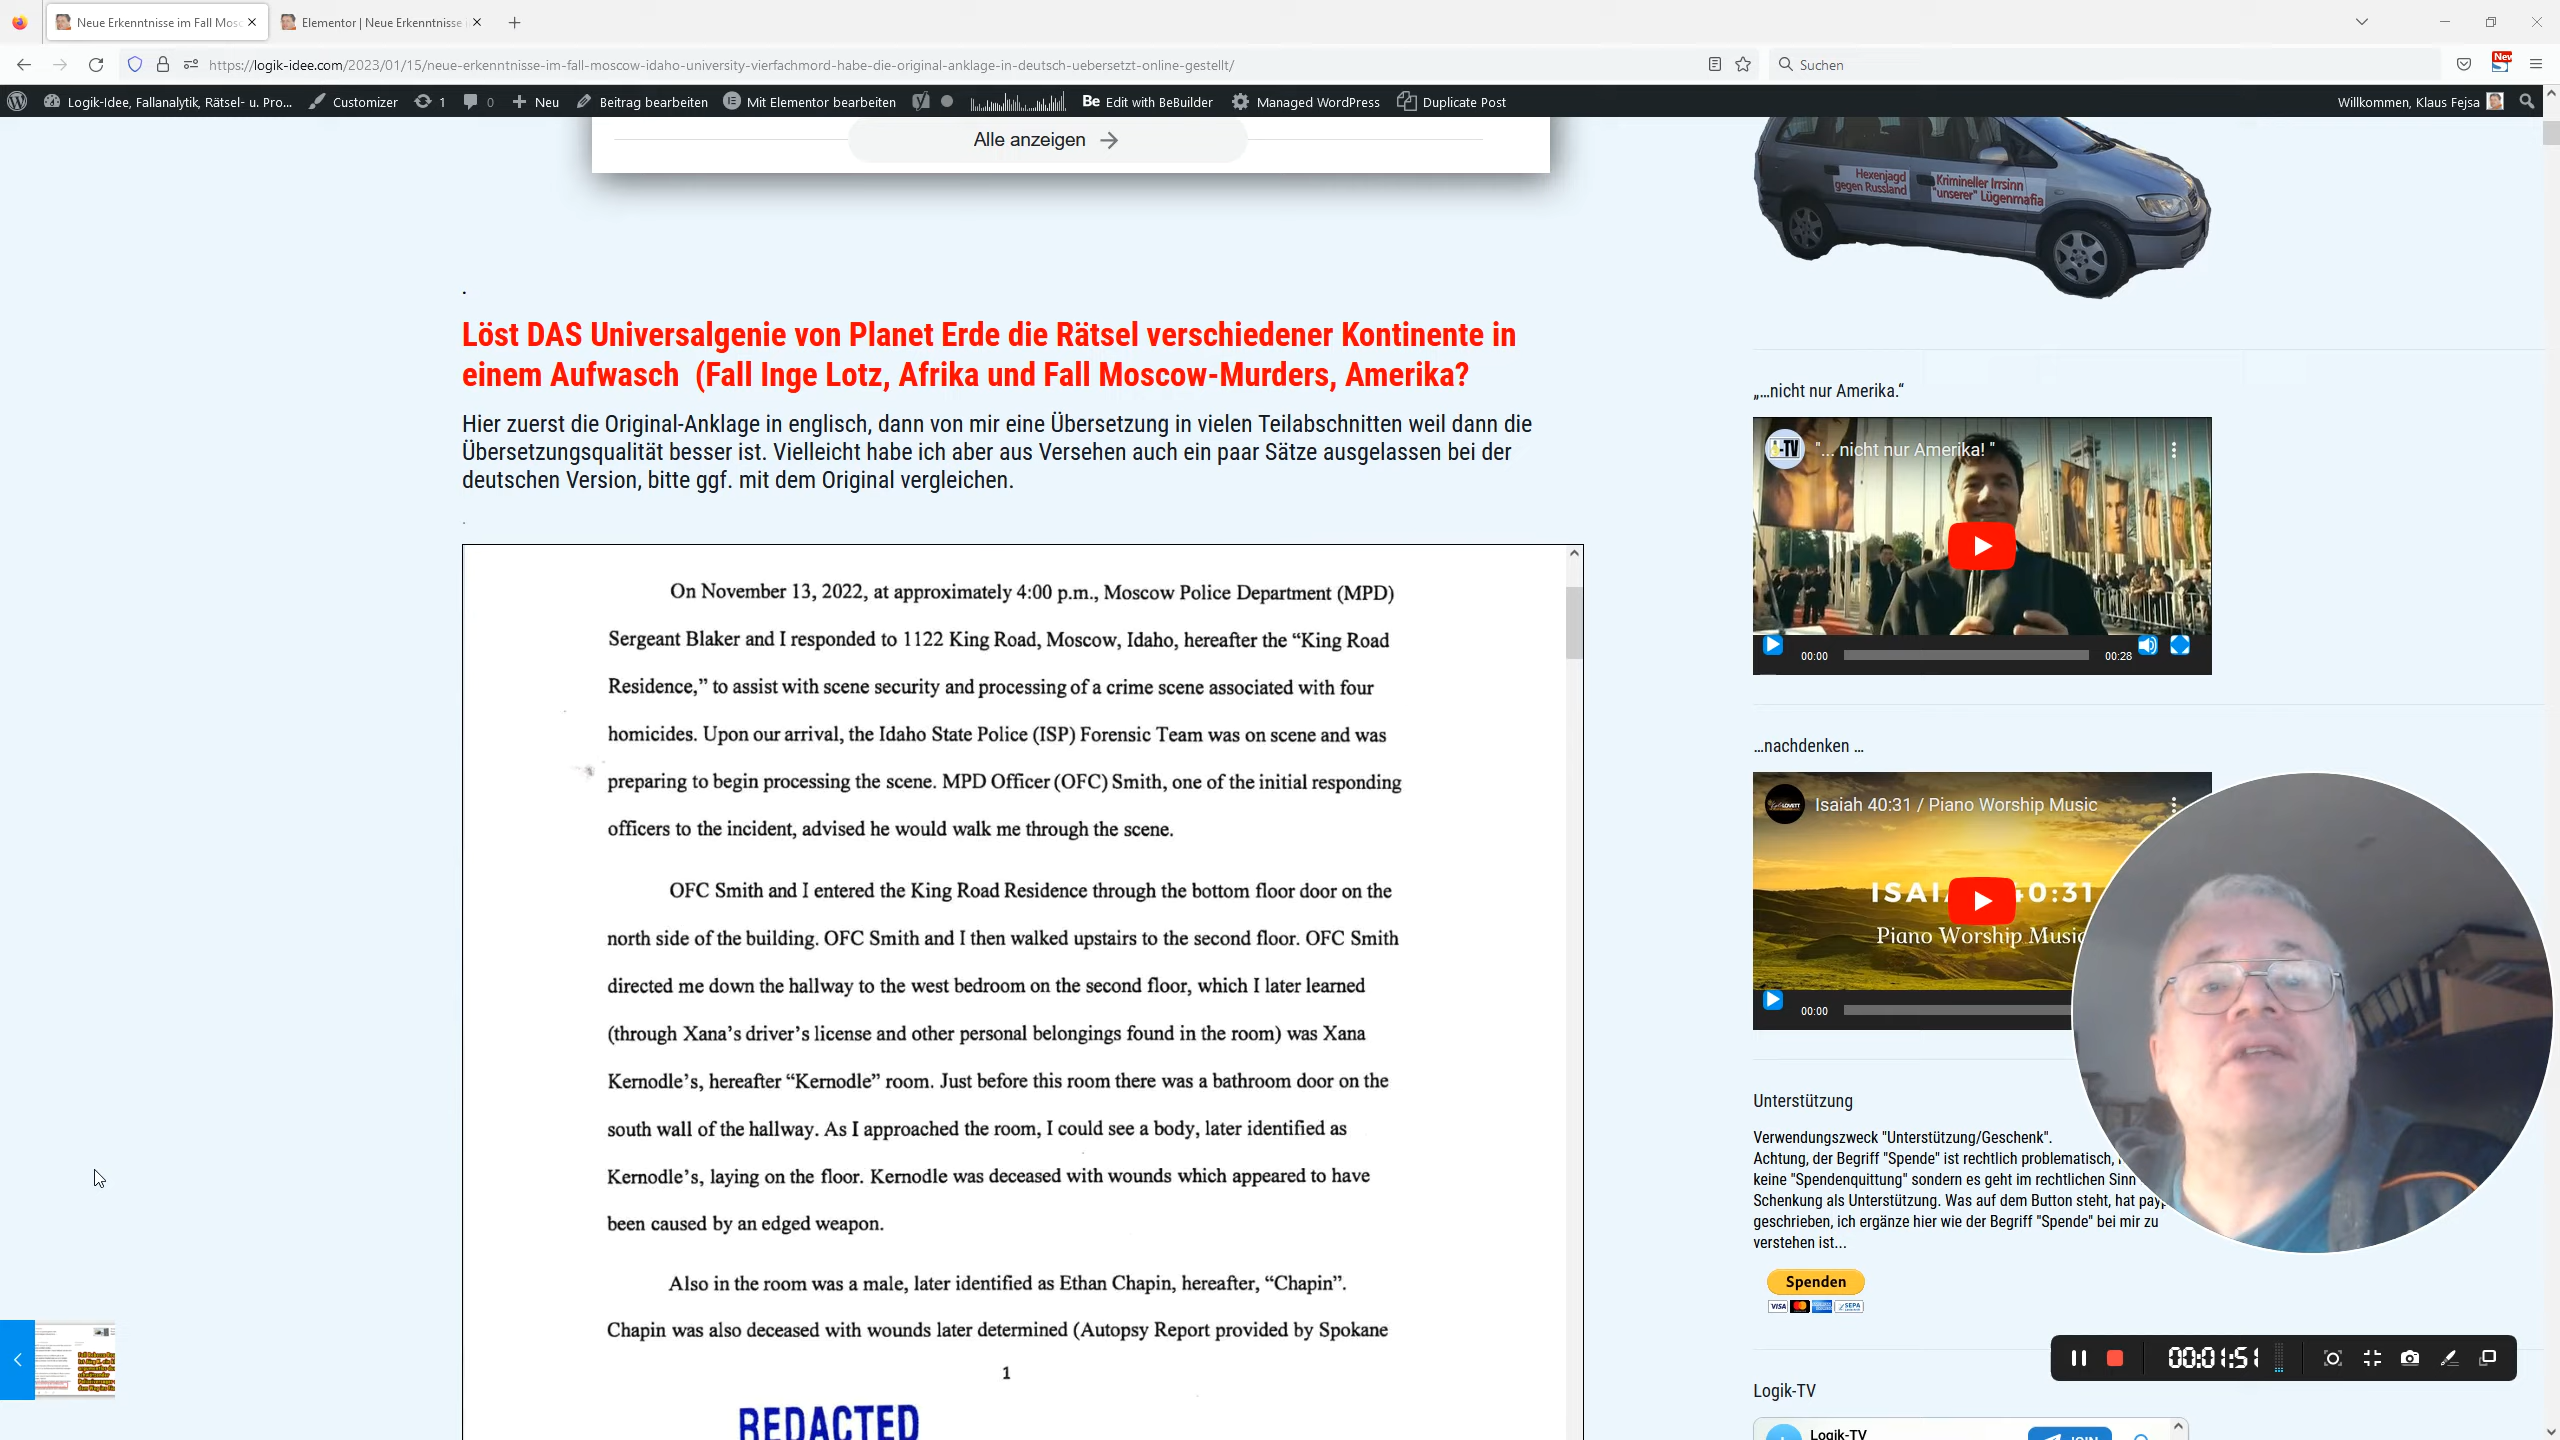 Neue Erkenntnisse im Fall Mosc
Elementor | Neue Erkenntnisse
https://logik-idee.com/2023/01/15/neue-erkenntnisse-im-fall-moscow-idaho-university-vierfachmord-habe-die-original-anklage-in-deutsch-uebersetzt-online-gestellt/
Suchen
New
Logik-Idee, Fallanalytik, Rätsel- u. Pro...
Customizer
1
0
Neu
Beitrag bearbeiten
Mit Elementor bearbeiten
Be Edit with BeBuilder
Managed WordPress
Duplicate Post
Willkommen, Klaus Fejsa
Alle anzeigen
Hexenjagd
gegen Russland
Krimineller Irrsinn
"unserer" Lügenmafia
.
Löst DAS Universalgenie von Planet Erde die Rätsel verschiedener Kontinente in
einem Aufwasch (Fall Inge Lotz, Afrika und Fall Moscow-Murders, Amerika?
Hier zuerst die Original-Anklage in englisch, dann von mir eine Übersetzung in vielen Teilabschnitten weil dann die
Übersetzungsqualität besser ist. Vielleicht habe ich aber aus Versehen auch ein paar Sätze ausgelassen bei der
deutschen Version, bitte ggf. mit dem Original vergleichen.
.
On November 13, 2022, at approximately 4:00 p.m., Moscow Police Department (MPD)
Sergeant Blaker and I responded to 1122 King Road, Moscow, Idaho, hereafter the “King Road
Residence,” to assist with scene security and processing of a crime scene associated with four
homicides. Upon our arrival, the Idaho State Police (ISP) Forensic Team was on scene and was
preparing to begin processing the scene. MPD Officer (OFC) Smith, one of the initial responding
officers to the incident, advised he would walk me through the scene.
OFC Smith and I entered the King Road Residence through the bottom floor door on the
north side of the building. OFC Smith and I then walked upstairs to the second floor. OFC Smith
directed me down the hallway to the west bedroom on the second floor, which I later learned
(through Xana’s driver’s license and other personal belongings found in the room) was Xana
Kernodle’s, hereafter “Kernodle” room. Just before this room there was a bathroom door on the
south wall of the hallway. As I approached the room, I could see a body, later identified as
Kernodle’s, laying on the floor. Kernodle was deceased with wounds which appeared to have
been caused by an edged weapon.
Also in the room was a male, later identified as Ethan Chapin, hereafter, “Chapin”.
Chapin was also deceased with wounds later determined (Autopsy Report provided by Spokane
1
REDACTED
„…nicht nur Amerika.“
-TV
"... nicht nur Amerika! "
00:00
00:28
…nachdenken …
Isaiah 40:31 / Piano Worship Music
ISAI 40:31
Piano Worship Music
00:00
Unterstützung
Verwendungszweck "Unterstützung/Geschenk".
Achtung, der Begriff "Spende" ist rechtlich problematisch,
keine "Spendenquittung" sondern es geht im rechtlichen Sinn
Schenkung als Unterstützung. Was auf dem Button steht, hat
geschrieben, ich ergänze hier wie der Begriff "Spende" bei mir zu
verstehen ist...
Spenden
VISA
SEPA
00:01:51
Logik-TV
Logik-TV
JOIN